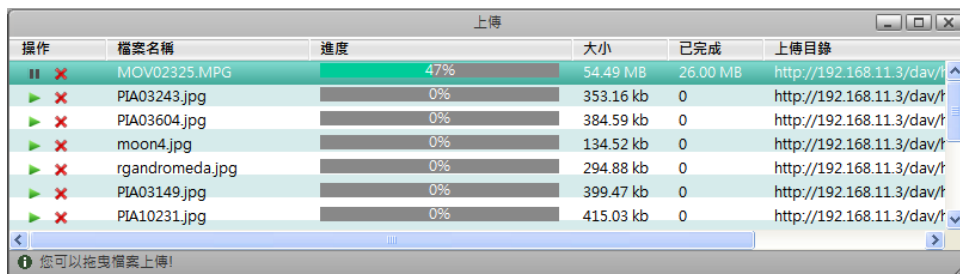 上傳
操作 檔案名稱 進度 大小 已完成 上傳目錄
MOV02325.MPG 47% 54.49 MB 26.00 MB http://192.168.11.3/dav/h
PIA03243.jpg 0% 353.16 kb 0 http://192.168.11.3/dav/h
PIA03604.jpg 0% 384.59 kb 0 http://192.168.11.3/dav/h
moon4.jpg 0% 134.52 kb 0 http://192.168.11.3/dav/h
rgandromeda.jpg 0% 294.88 kb 0 http://192.168.11.3/dav/h
PIA03149.jpg 0% 399.47 kb 0 http://192.168.11.3/dav/h
PIA10231.jpg 0% 415.03 kb 0 http://192.168.11.3/dav/h
您可以拖曳檔案上傳!